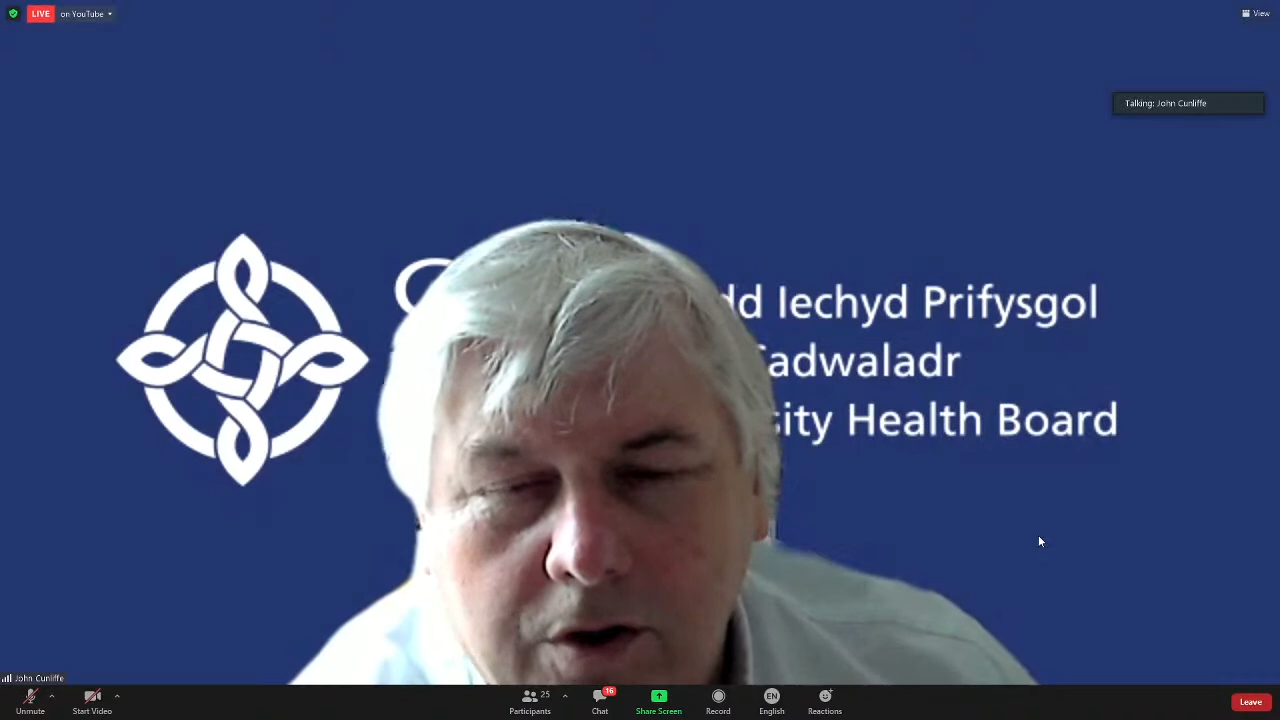 LIVE on YouTube
View
Talking: John Cunliffe
dd Iechyd Prifysgol
adwaladr
sity Health Board
John Cunliffe
25
16
EN
Unmute
Start Video
Participants
Chat
Share Screen
Record
English
Reactions
Leave